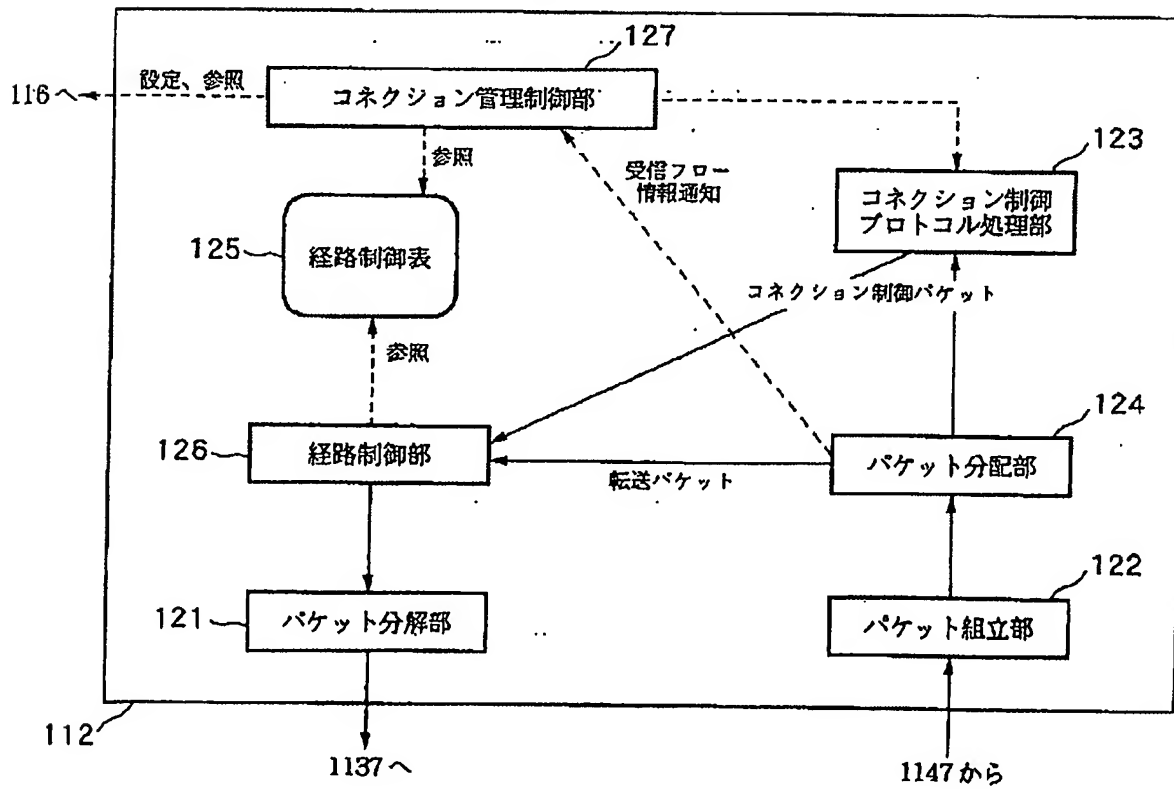 127
116へ
設定、参照
コネクション管理制御部
参照
受信フロー
情報通知
123
コネクション制御
プロトコル処理部
125
経路制御表
コネクション制御パケット
参照
124
126
経路制御部
転送パケット
パケット分配部
122
121
パケット分解部
パケット組立部
112
1137へ
1147から